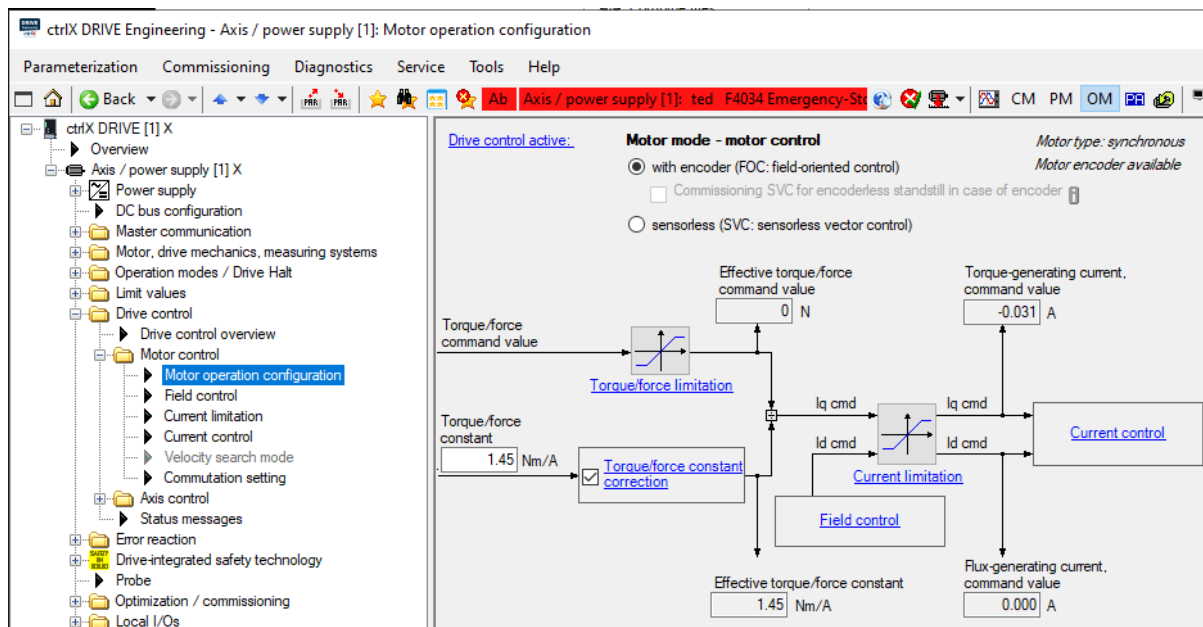 ctrlX DRIVE Engineering - Axis / power supply [1]: Motor operation configuration
Parameterization Commissioning Diagnostics Service Tools Help
Back PAR PAR Ab Axis / power supply [1]: ted F4034 Emergency-Sto CM PM OM
ctrlX DRIVE [1] X
Overview
Axis / power supply [1] X
Power supply
DC bus configuration
Master communication
Motor, drive mechanics, measuring systems
Operation modes / Drive Halt
Limit values
Drive control
Drive control overview
Motor control
Motor operation configuration
Field control
Current limitation
Current control
Velocity search mode
Commutation setting
Axis control
Status messages
Error reaction
Drive-integrated safety technology
Probe
Optimization / commissioning
Local I/Os
Drive control active:
Motor mode - motor control
Motor type: synchronous
Motor encoder available
with encoder (FOC: field-oriented control)
Commissioning SVC for encoderless standstill in case of encoder
sensorless (SVC: sensorless vector control)
Effective torque/force
command value
0 N
Torque-generating current,
command value
-0.031 A
Torque/force
command value
Torque/force limitation
Torque/force
constant
1.45 Nm/A
Torque/force constant
correction
Iq cmd
Iq cmd
Id cmd
Id cmd
Current limitation
Current control
Field control
Effective torque/force constant
1.45 Nm/A
Flux-generating current,
command value
0.000 A